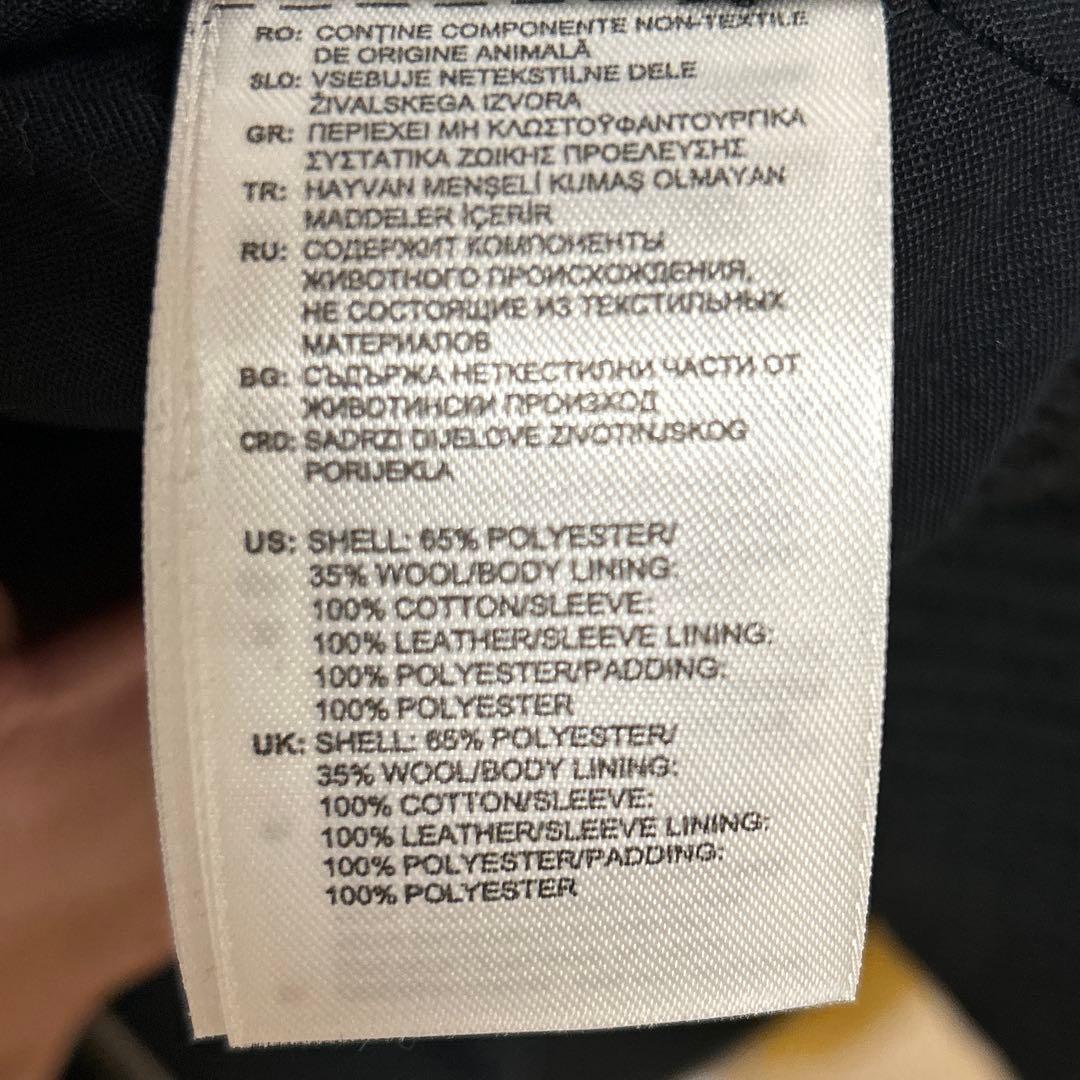 RO: CONȚINE COMPONENTE NON-TEXTILE
DE ORIGINE ANIMALĂ
SLO: VSEBUJE NETEKSTILNE DELE
ŽIVALSKEGA IZVORA
GR: ΠΕΡΙΕΧΕΙ ΜΗ ΚΛΩΣΤΟΫΦΑΝΤΟΥΡΓΙΚΑ
ΣΥΣΤΑΤΙΚΑ ΖΩΙΚΗΣ ΠΡΟΕΛΕΥΣΗΣ
TR: HAYVAN MENŞELİ KUMAŞ OLMAYAN
MADDELER İÇERİR
RU: СОДЕРЖИТ КОМПОНЕНТЫ
ЖИВОТНОГО ПРОИСХОЖДЕНИЯ,
НЕ СОСТОЯЩИЕ ИЗ ТЕКСТИЛЬНЫХ
МАТЕРИАЛОВ
BG: СЪДЪРЖА НЕТКЕСТИЛНИ ЧАСТИ ОТ
ЖИВОТИНСКИ ПРОИЗХОД
CRD: SADRZI DIJELOVE ZIVOTINJSKOG
PORIJEKLA
US: SHELL: 65% POLYESTER/
35% WOOL/BODY LINING:
100% COTTON/SLEEVE:
100% LEATHER/SLEEVE LINING:
100% POLYESTER/PADDING:
100% POLYESTER
UK: SHELL: 65% POLYESTER/
35% WOOL/BODY LINING:
100% COTTON/SLEEVE:
100% LEATHER/SLEEVE LINING:
100% POLYESTER/PADDING:
100% POLYESTER